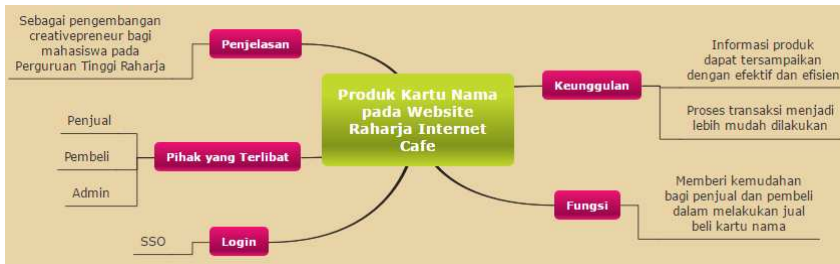 Sebagai pengembangan
creativepreneur bagi
mahasiswa pada
Perguruan Tinggi Raharja
Penjelasan
Penjual
Pembeli
Admin
Pihak yang Terlibat
SSO
Login
Produk Kartu Nama
pada Website
Raharja Internet
Cafe
Keunggulan
Informasi produk
dapat tersampaikan
dengan efektif dan efisien
Proses transaksi menjadi
lebih mudah dilakukan
Fungsi
Memberi kemudahan
bagi penjual dan pembeli
dalam melakukan jual
beli kartu nama